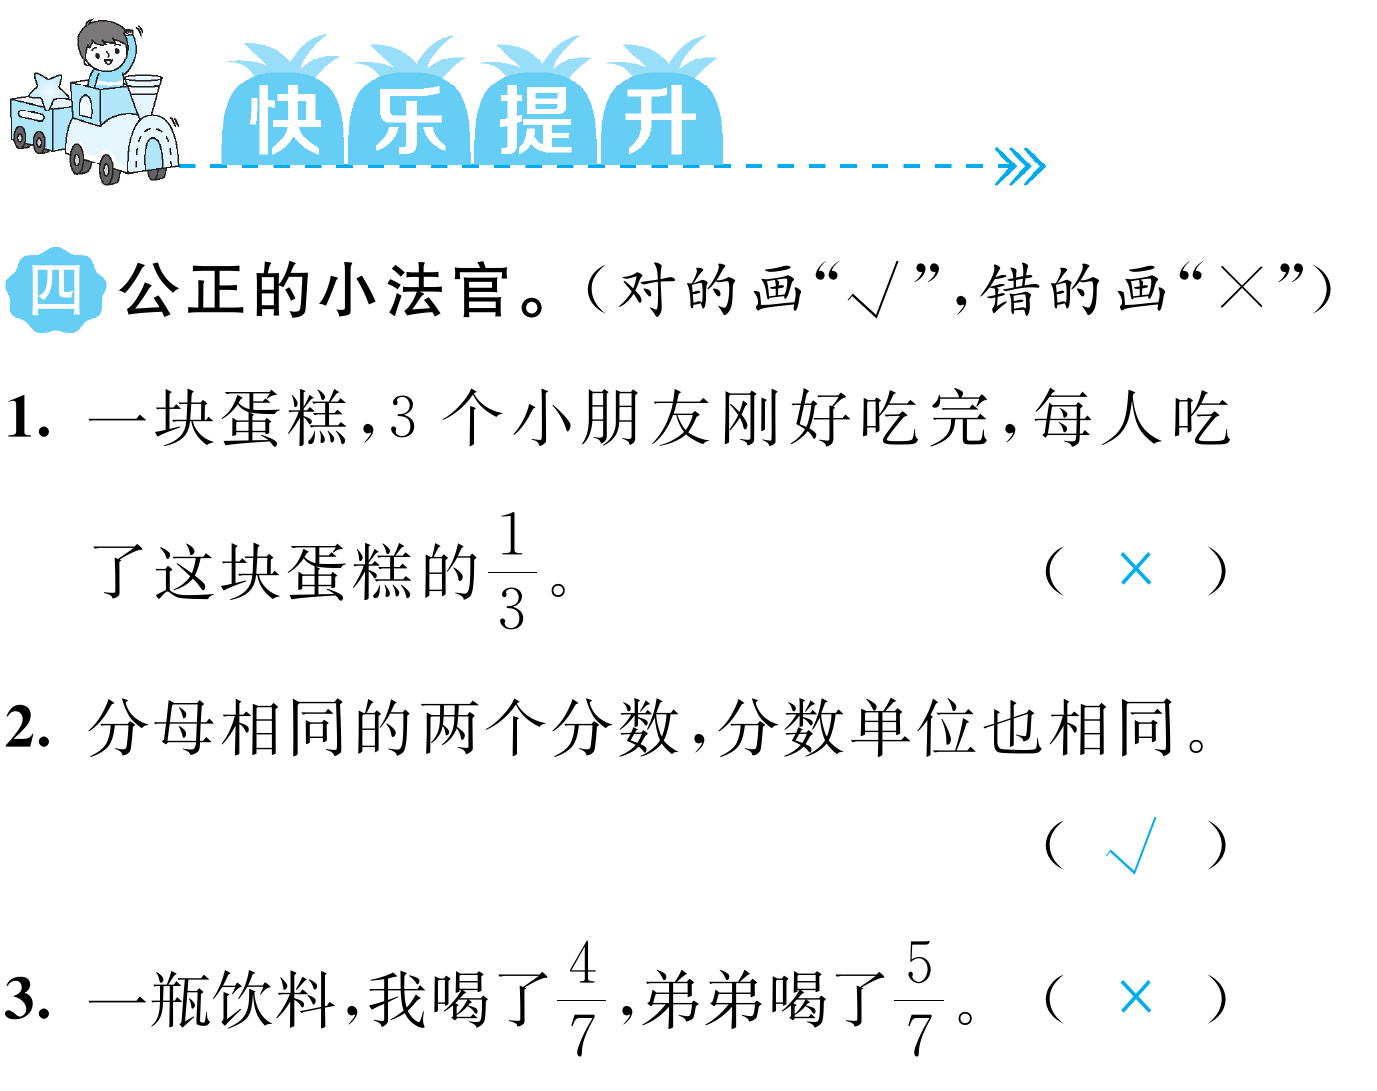 快乐提升
四 公正的小法官。(对的画“√”,错的画“×”)
1. 一块蛋糕,3 个小朋友刚好吃完,每人吃
了这块蛋糕的1/3。 ( × )
2. 分母相同的两个分数,分数单位也相同。
( √ )
3. 一瓶饮料,我喝了4/7,弟弟喝了5/7。 ( × )